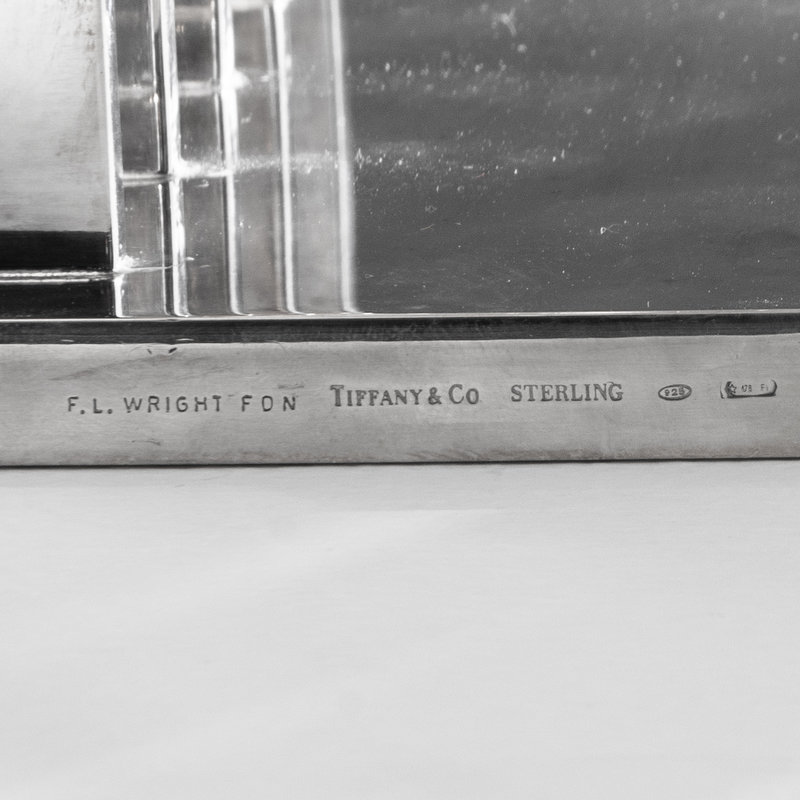 F.L. WRIGHT FDN TIFFANY & CO STERLING 925